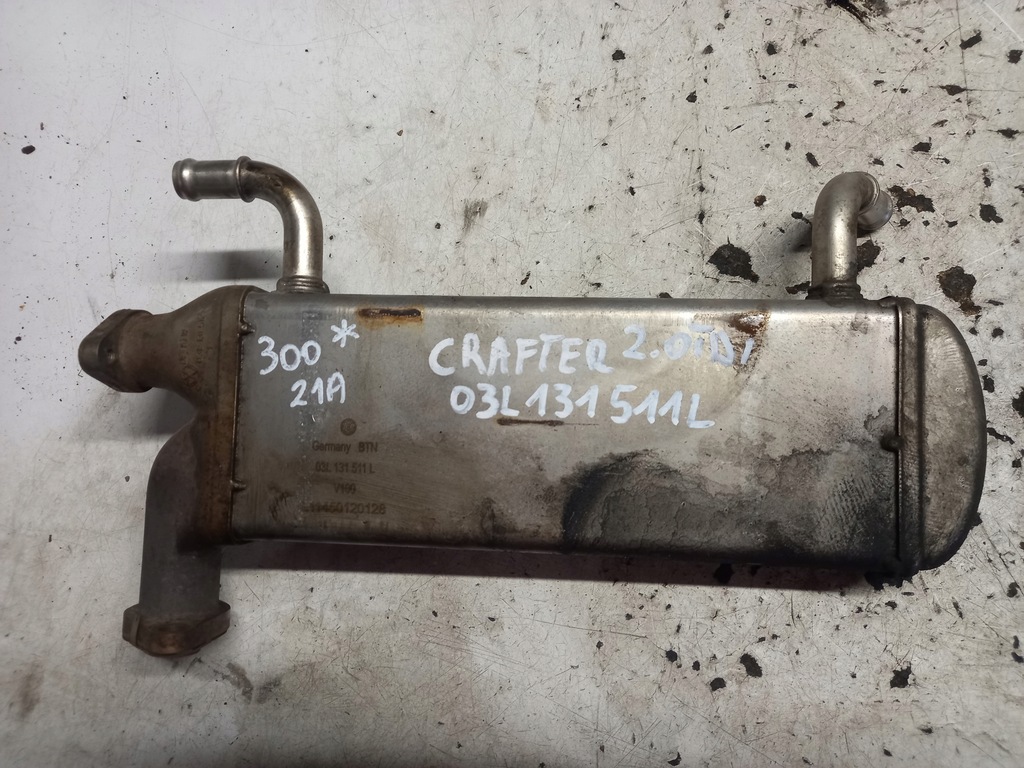 300*
21A
CRAFTER 2.0TDI
03L131511L
Germany BTN
03L 131 511 L